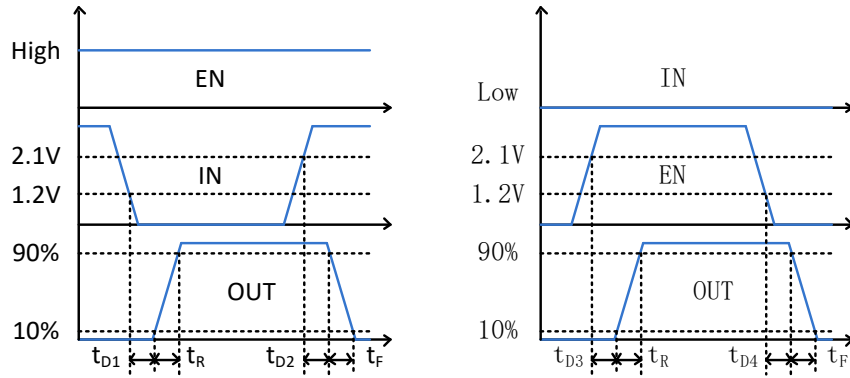 High
EN
2.1V
IN
1.2V
90%
OUT
10%
tD1
tR
tD2
tF
IN
Low
2.1V
EN
1.2V
90%
OUT
10%
tD3
tR
tD4
tF